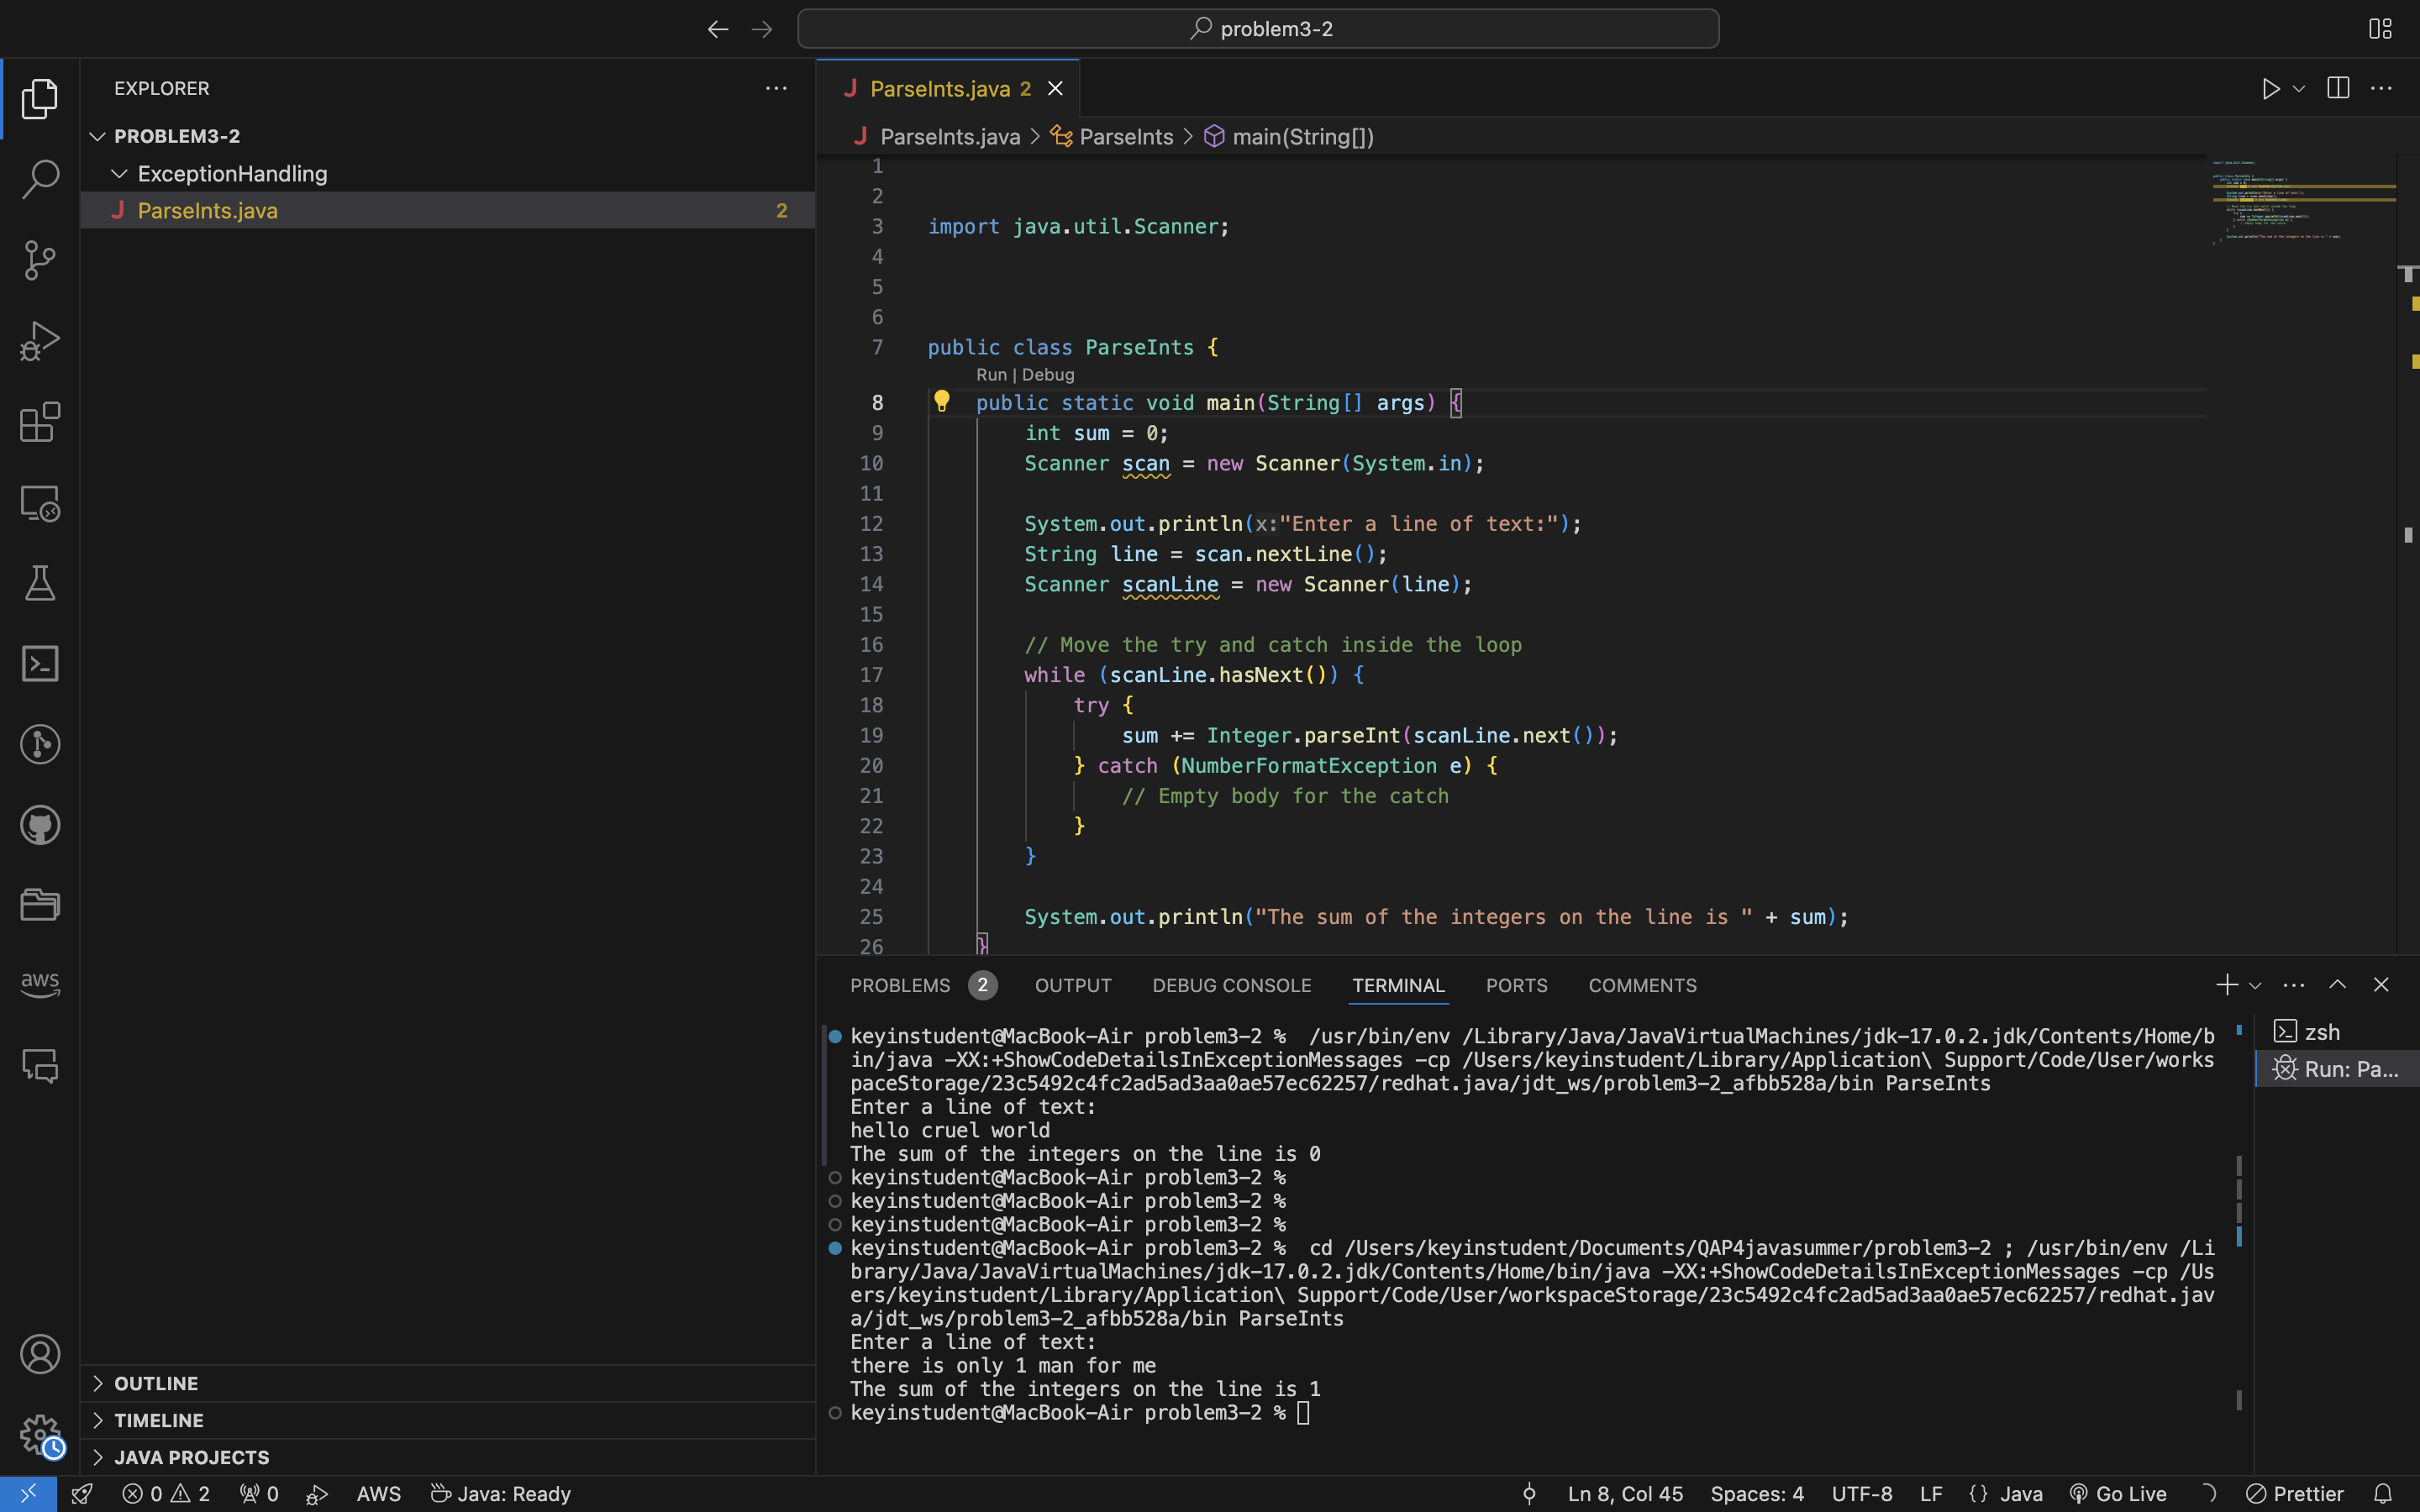 problem3-2
EXPLORER
PROBLEM3-2
ExceptionHandling
J ParseInts.java 2
aws
OUTLINE
TIMELINE
JAVA PROJECTS
J ParseInts.java 2
J ParseInts.java > ParseInts > main(String[])
1
2
3 import java.util.Scanner;
4
5
6
7 public class ParseInts {
Run | Debug
8 public static void main(String[] args) {
9 int sum = 0;
10 Scanner scan = new Scanner(System.in);
11
12 System.out.println(x:"Enter a line of text:");
13 String line = scan.nextLine();
14 Scanner scanLine = new Scanner(line);
15
16 // Move the try and catch inside the loop
17 while (scanLine.hasNext()) {
18 try {
19 sum += Integer.parseInt(scanLine.next());
20 } catch (NumberFormatException e) {
21 // Empty body for the catch
22 }
23 }
24
25 System.out.println("The sum of the integers on the line is " + sum);
26 }
PROBLEMS 2 OUTPUT DEBUG CONSOLE TERMINAL PORTS COMMENTS
keyinstudent@MacBook-Air problem3-2 % /usr/bin/env /Library/Java/JavaVirtualMachines/jdk-17.0.2.jdk/Contents/Home/b
in/java -XX:+ShowCodeDetailsInExceptionMessages -cp /Users/keyinstudent/Library/Application\ Support/Code/User/works
paceStorage/23c5492c4fc2ad5ad3aa0ae57ec62257/redhat.java/jdt_ws/problem3-2_afbb528a/bin ParseInts
Enter a line of text:
hello cruel world
The sum of the integers on the line is 0
keyinstudent@MacBook-Air problem3-2 %
keyinstudent@MacBook-Air problem3-2 %
keyinstudent@MacBook-Air problem3-2 %
keyinstudent@MacBook-Air problem3-2 % cd /Users/keyinstudent/Documents/QAP4javasummer/problem3-2 ; /usr/bin/env /Li
brary/Java/JavaVirtualMachines/jdk-17.0.2.jdk/Contents/Home/bin/java -XX:+ShowCodeDetailsInExceptionMessages -cp /Us
ers/keyinstudent/Library/Application\ Support/Code/User/workspaceStorage/23c5492c4fc2ad5ad3aa0ae57ec62257/redhat.jav
a/jdt_ws/problem3-2_afbb528a/bin ParseInts
Enter a line of text:
there is only 1 man for me
The sum of the integers on the line is 1
keyinstudent@MacBook-Air problem3-2 %
zsh
Run: Pa...
0 2 0 AWS Java: Ready Ln 8, Col 45 Spaces: 4 UTF-8 LF {} Java Go Live Prettier